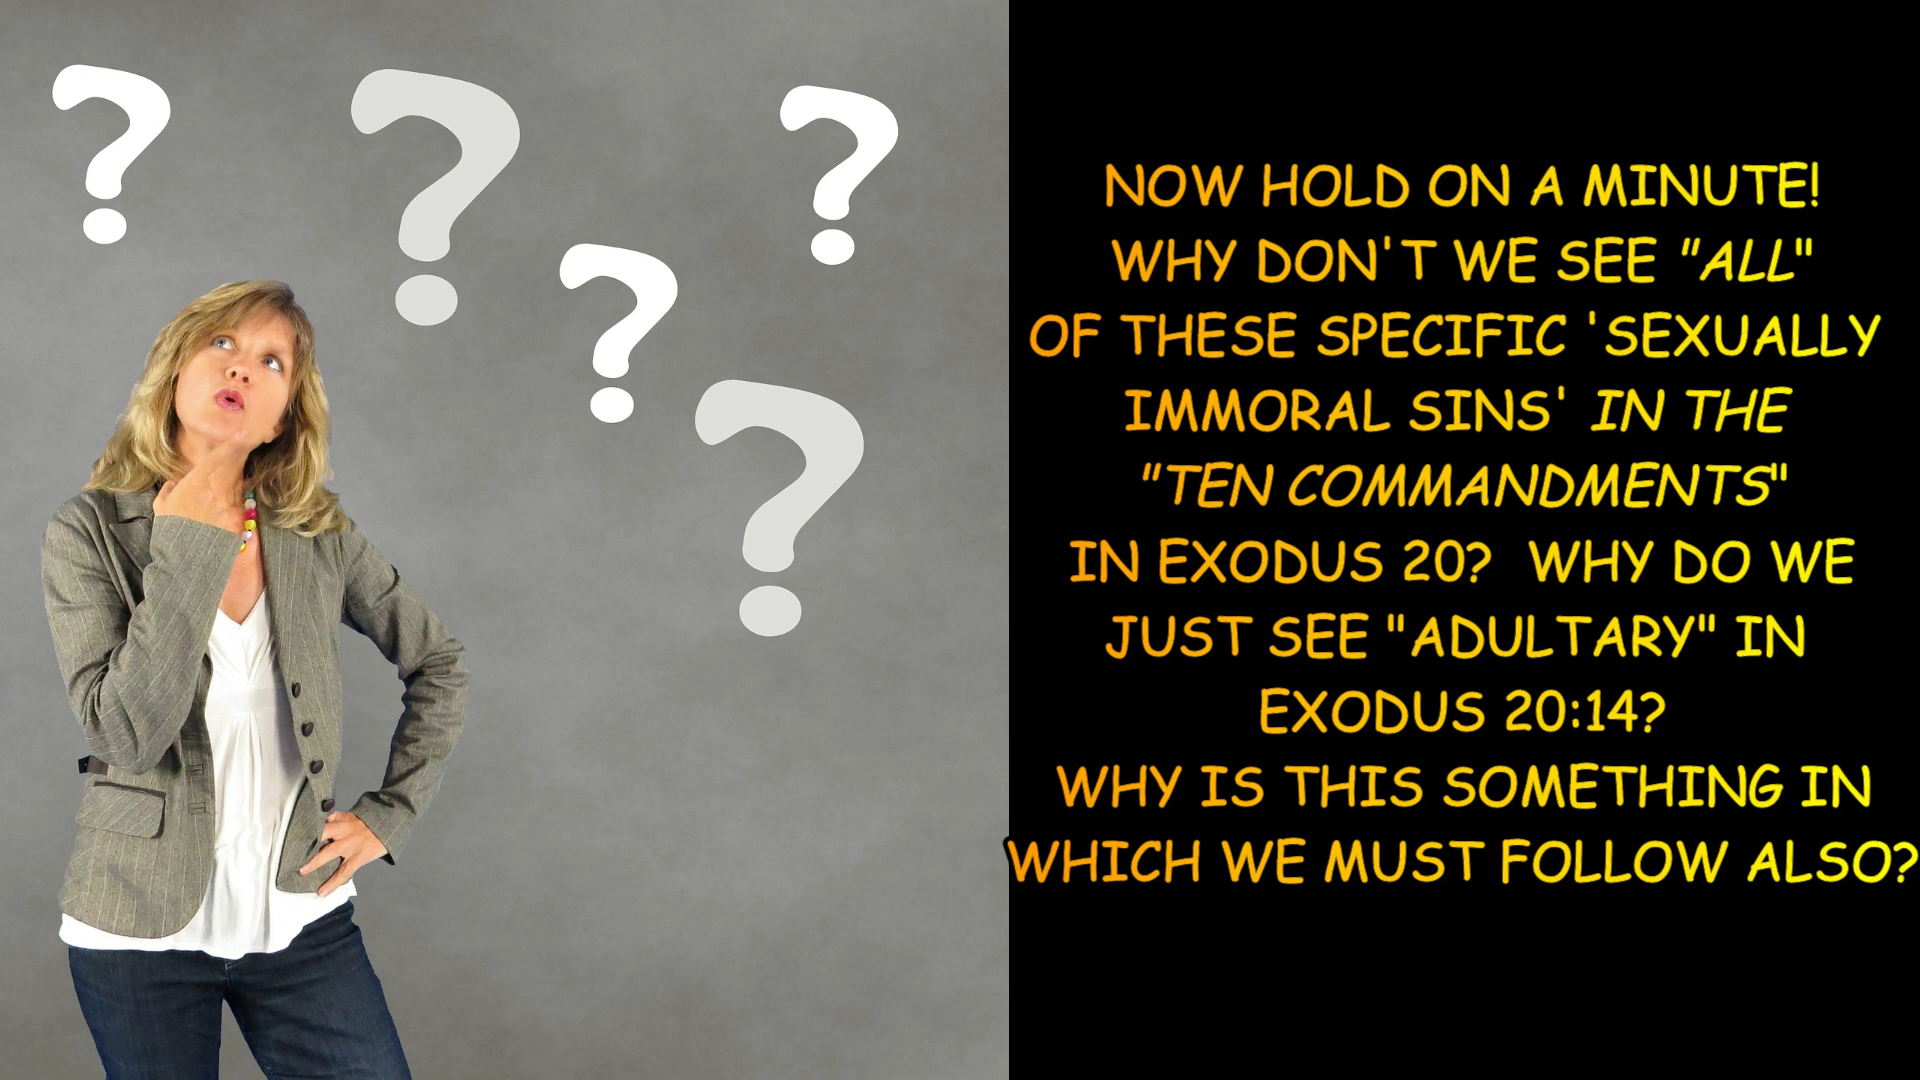 NOW HOLD ON A MINUTE!
WHY DON'T WE SEE "ALL"
OF THESE SPECIFIC 'SEXUALLY
IMMORAL SINS' IN THE
"TEN COMMANDMENTS"
IN EXODUS 20?  WHY DO WE
JUST SEE "ADULTARY" IN
EXODUS 20:14?
WHY IS THIS SOMETHING IN
WHICH WE MUST FOLLOW ALSO?